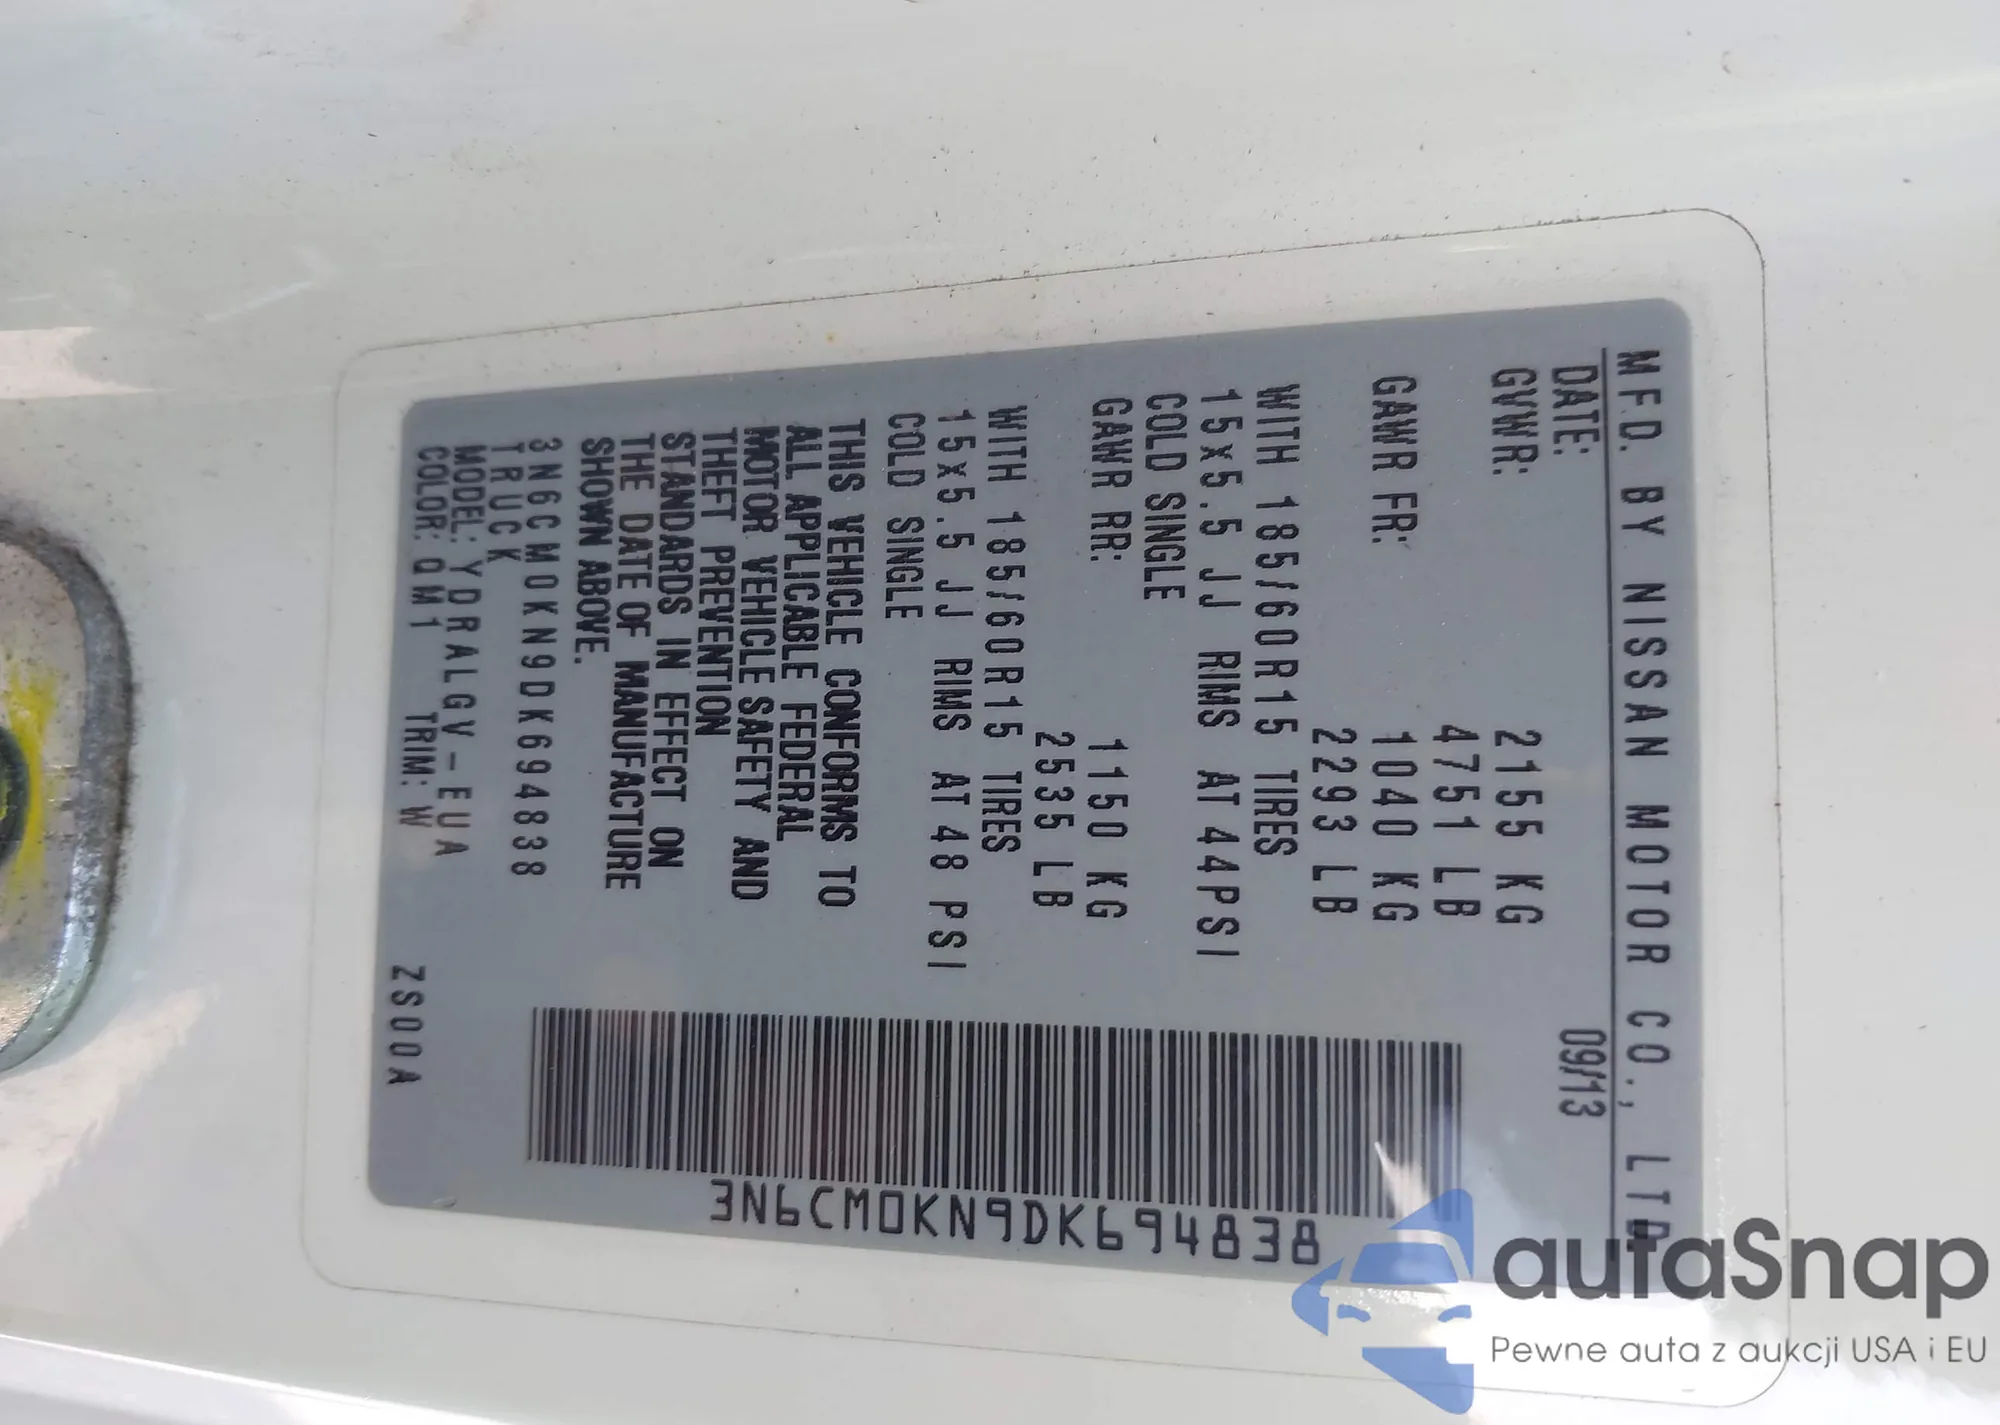 MFD. BY NISSAN MOTOR CO., LTD
DATE: 09/13
GVWR: 2155 KG
4751 LB
GAWR FR: 1040 KG
2293 LB
WITH 185/60R15 TIRES
15x5.5 JJ RIMS AT 44PSI
COLD SINGLE
GAWR RR: 1150 KG
2535 LB
WITH 185/60R15 TIRES
15x5.5 JJ RIMS AT 48 PSI
COLD SINGLE
THIS VEHICLE CONFORMS TO
ALL APPLICABLE FEDERAL
MOTOR VEHICLE SAFETY AND
THEFT PREVENTION
STANDARDS IN EFFECT ON
THE DATE OF MANUFACTURE
SHOWN ABOVE.
3N6CM0KN9DK694838
TRUCK
MODEL: YDRALGV-EUA
COLOR: QM1 TRIM: W ZS00A
3N6CM0KN9DK694838
autaSnap
Pewne auta z aukcji USA i EU